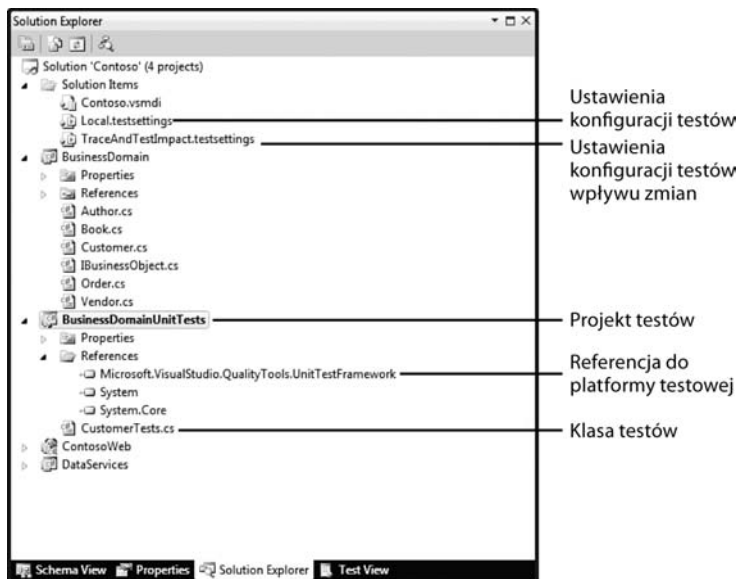 Solution Explorer
Solution 'Contoso' (4 projects)
Solution Items
Contoso.vsmdi
Local.testsettings
TraceAndTestImpact.testsettings
BusinessDomain
Properties
References
Author.cs
Book.cs
Customer.cs
IBusinessObject.cs
Order.cs
Vendor.cs
BusinessDomainUnitTests
Properties
References
Microsoft.VisualStudio.QualityTools.UnitTestFramework
System
System.Core
CustomerTests.cs
ContosoWeb
DataServices
Schema View Properties Solution Explorer Test View
Ustawienia
konfiguracji testów
Ustawienia
konfiguracji testów
wpływu zmian
Projekt testów
Referencja do
platformy testowej
Klasa testów